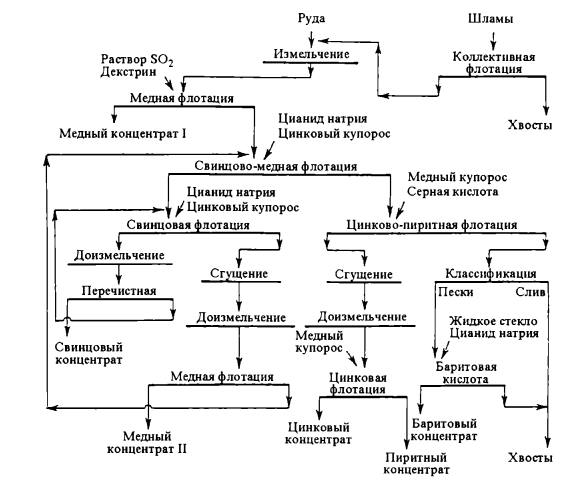 Руда
Шламы
Измельчение
Раствор SO₂
Декстрин
Коллективная
флотация
Медная флотация
Медный концентрат I
Цианид натрия
Цинковый купорос
Хвосты
Свинцово-медная флотация
Медный купорос
Серная кислота
Цианид натрия
Цинковый купорос
Свинцовая флотация
Цинково-пиритная флотация
Доизмельчение
Сгущение
Сгущение
Классификация
Перечистная
Пески
Слив
Доизмельчение
Доизмельчение
Жидкое стекло
Цианид натрия
Свинцовый
концентрат
Медный
купорос
Баритовая
кислота
Медная флотация
Цинковая
флотация
Медный
концентрат II
Цинковый
концентрат
Баритовый
концентрат
Пиритный
концентрат
Хвосты